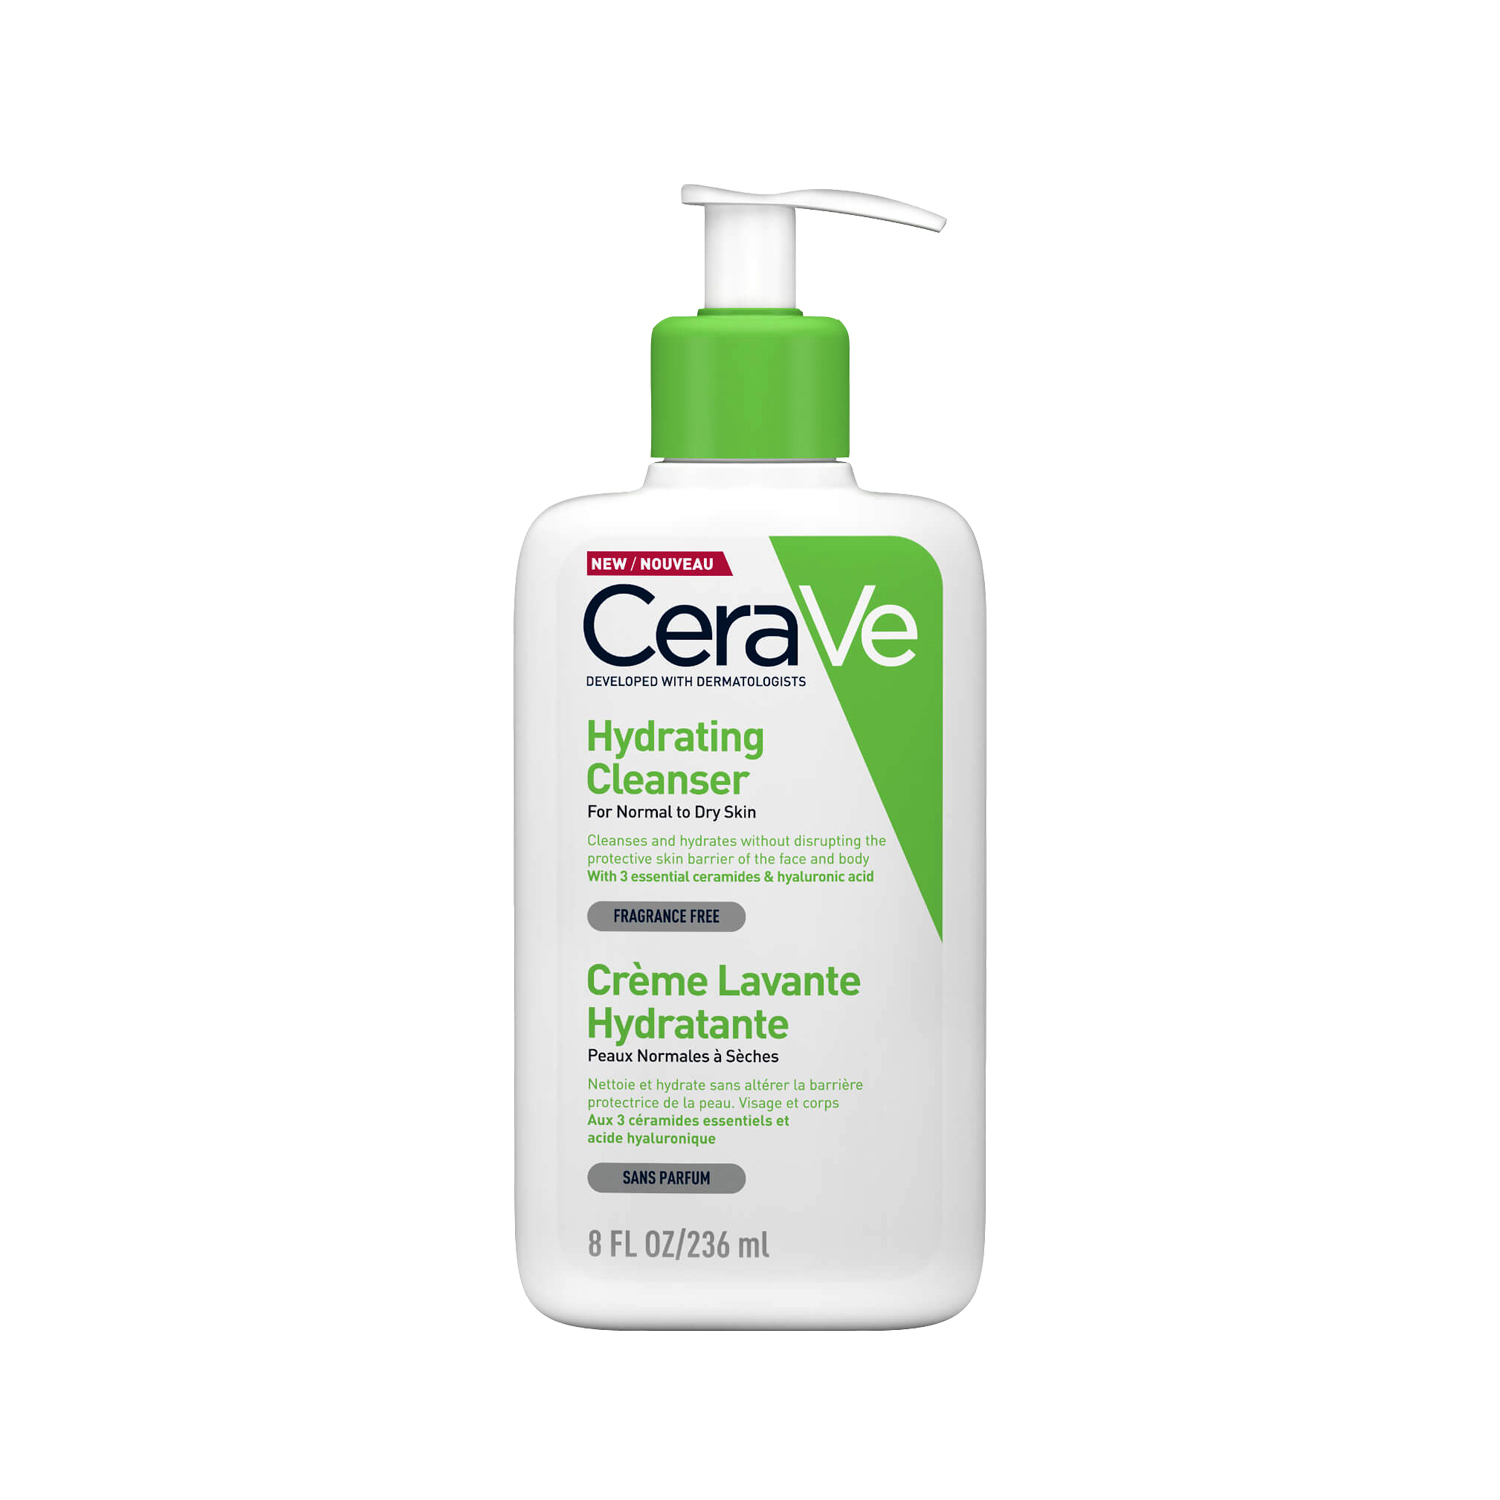 NEW / NOUVEAU
CeraVe
DEVELOPED WITH DERMATOLOGISTS
Hydrating
Cleanser
For Normal to Dry Skin
Cleanses and hydrates without disrupting the
protective skin barrier of the face and body
With 3 essential ceramides & hyaluronic acid
FRAGRANCE FREE
Crème Lavante
Hydratante
Peaux Normales à Sèches
Nettoie et hydrate sans altérer la barrière
protectrice de la peau. Visage et corps
Aux 3 céramides essentiels et
acide hyaluronique
SANS PARFUM
8 FL OZ/236 ml